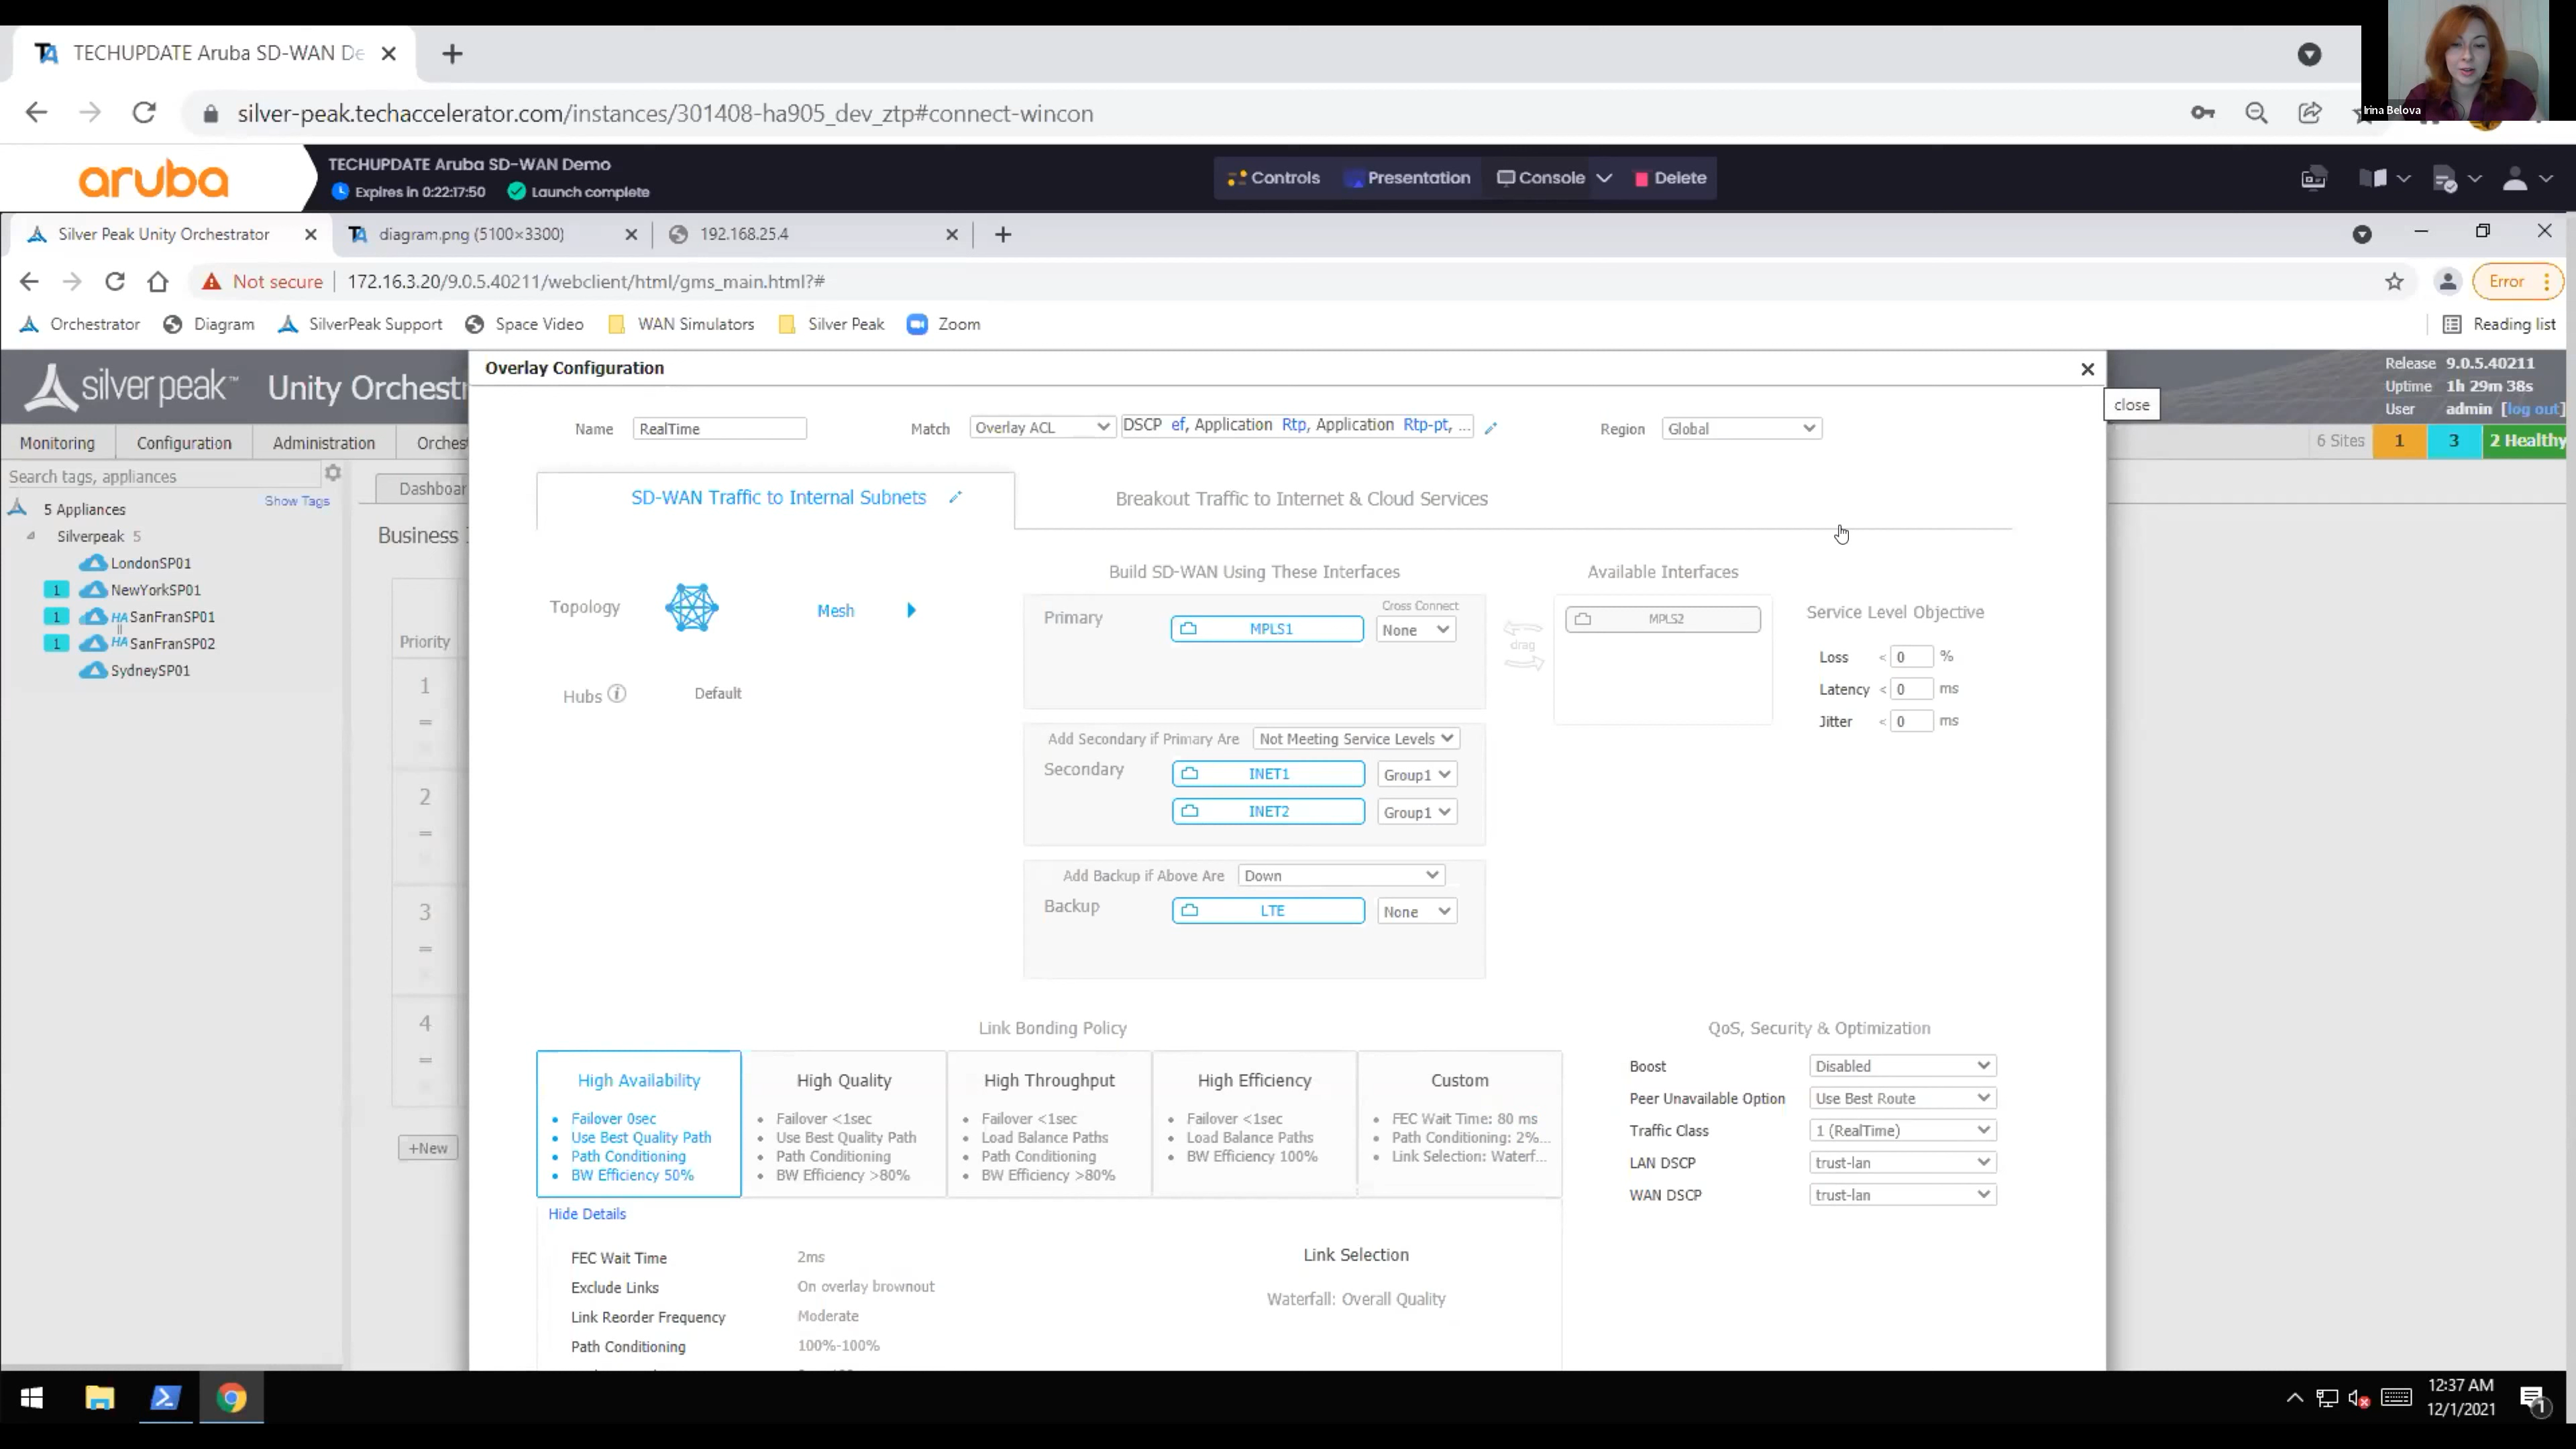 TECHUPDATE Aruba SD-WAN De
silver-peak.techaccelerator.com/instances/301408-ha905_dev_ztp#connect-wincon
Irina Belova
aruba
TECHUPDATE Aruba SD-WAN Demo
Expires in 0:22:17:50 Launch complete
Controls Presentation Console Delete
Silver Peak Unity Orchestrator diagram.png (5100×3300) 192.168.25.4
Not secure 172.16.3.20/9.0.5.40211/webclient/html/gms_main.html?# Error
Orchestrator Diagram SilverPeak Support Space Video WAN Simulators Silver Peak Zoom Reading list
silver peak™ Unity Orchestr
Release 9.0.5.40211
Uptime 1h 29m 38s
User admin [log out]
Monitoring Configuration Administration Orches
6 Sites 1 3 2 Healthy
Search tags, appliances
Show Tags
5 Appliances
Silverpeak 5
LondonSP01
1 NewYorkSP01
1 HA SanFranSP01
1 HA SanFranSP02
SydneySP01
Dashboar
Business
Priority
1
=
2
=
3
=
4
=
+New
Overlay Configuration
close
Name RealTime Match Overlay ACL DSCP ef, Application Rtp, Application Rtp-pt, ... Region Global
SD-WAN Traffic to Internal Subnets Breakout Traffic to Internet & Cloud Services
Topology Mesh
Hubs Default
Build SD-WAN Using These Interfaces Available Interfaces
Cross Connect
Primary MPLS1 None
drag
MPLS2
Service Level Objective
Loss < 0 %
Latency < 0 ms
Jitter < 0 ms
Add Secondary if Primary Are Not Meeting Service Levels
Secondary INET1 Group1
INET2 Group1
Add Backup if Above Are Down
Backup LTE None
Link Bonding Policy
High Availability
Failover 0sec
Use Best Quality Path
Path Conditioning
BW Efficiency 50%
High Quality
Failover <1sec
Use Best Quality Path
Path Conditioning
BW Efficiency >80%
High Throughput
Failover <1sec
Load Balance Paths
Path Conditioning
BW Efficiency >80%
High Efficiency
Failover <1sec
Load Balance Paths
BW Efficiency 100%
Custom
FEC Wait Time: 80 ms
Path Conditioning: 2%...
Link Selection: Waterf...
QoS, Security & Optimization
Boost Disabled
Peer Unavailable Option Use Best Route
Traffic Class 1 (RealTime)
LAN DSCP trust-lan
WAN DSCP trust-lan
Hide Details
FEC Wait Time 2ms
Exclude Links On overlay brownout
Link Reorder Frequency Moderate
Path Conditioning 100%-100%
Link Selection
Waterfall: Overall Quality
12:37 AM
12/1/2021
1